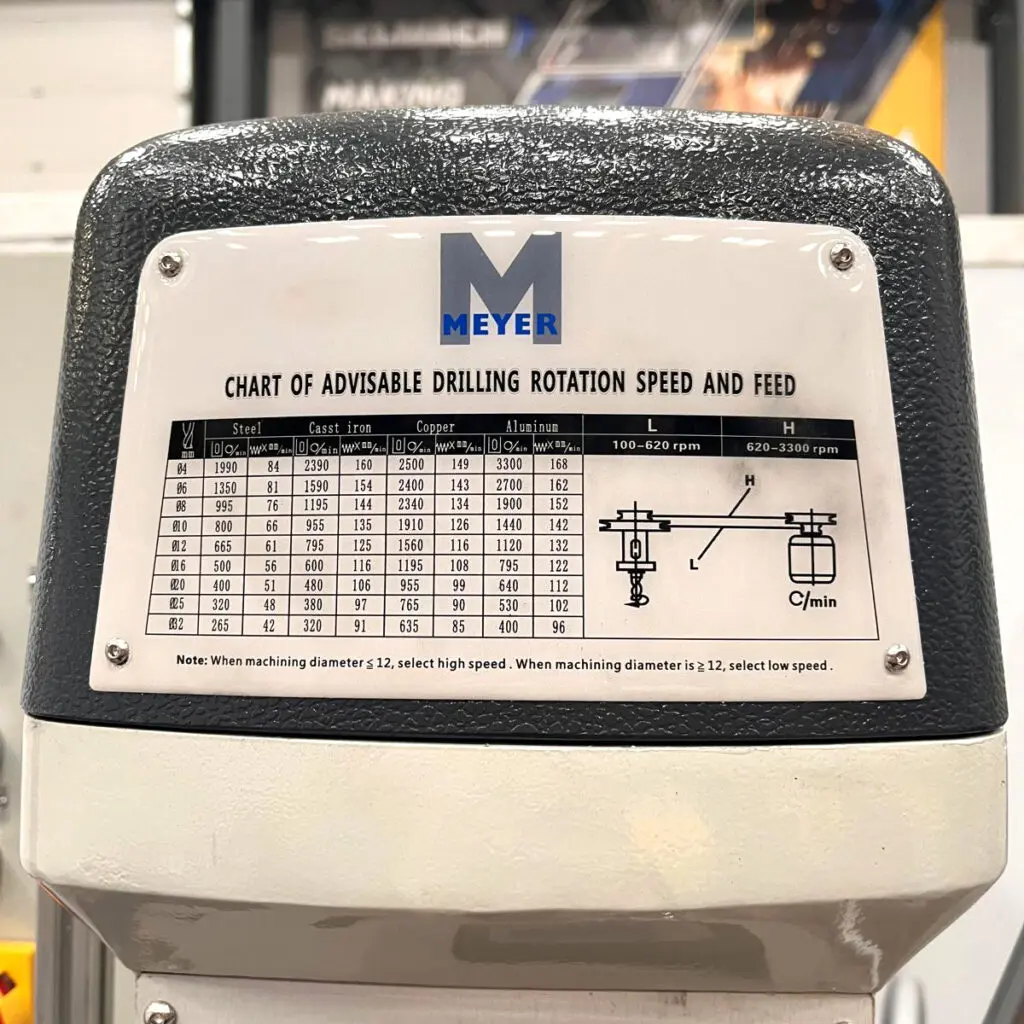 MAKING
M
MEYER
CHART OF ADVISABLE DRILLING ROTATION SPEED AND FEED
mm Steel Casst iron Copper Aluminum L H
100-620 rpm 620-3300 rpm
Ø4 1990 84 2390 160 2500 149 3300 168
Ø6 1350 81 1590 154 2400 143 2700 162
Ø8 995 76 1195 144 2340 134 1900 152
Ø10 800 66 955 135 1910 126 1440 142
Ø12 665 61 795 125 1560 116 1120 132
Ø16 500 56 600 116 1195 108 795 122
Ø20 400 51 480 106 955 99 640 112
Ø25 320 48 380 97 765 90 530 102
Ø32 265 42 320 91 635 85 400 96
H
L
C/min
Note: When machining diameter ≦ 12, select high speed . When machining diameter is ≧ 12, select low speed .